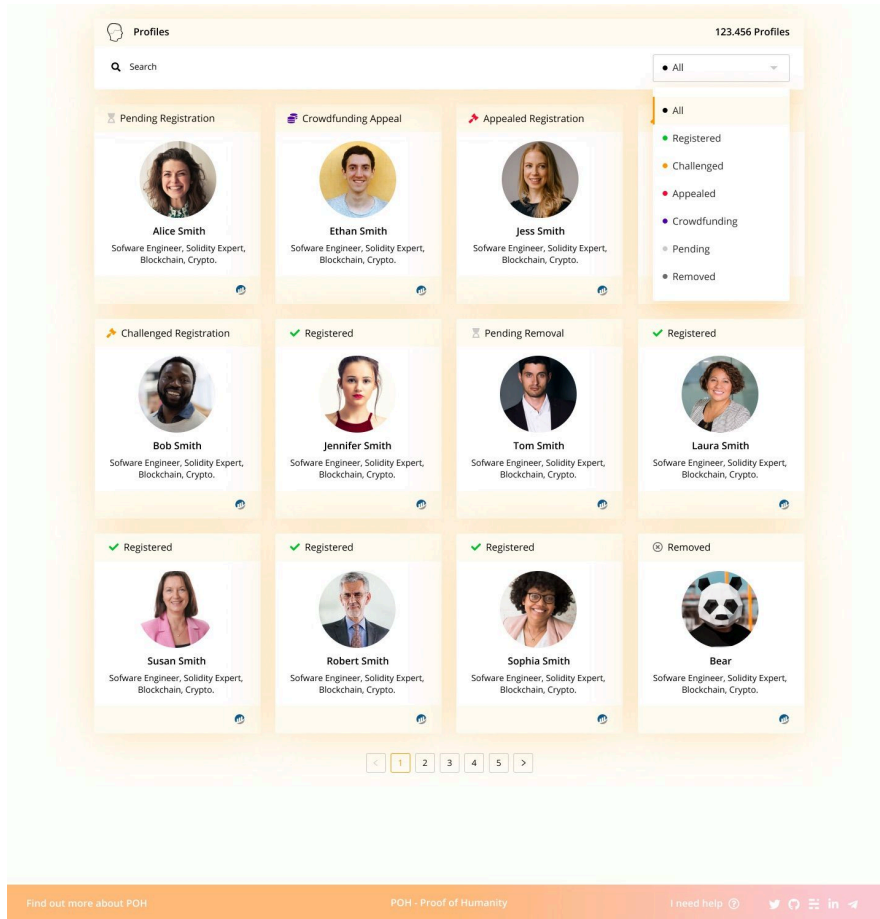 Profiles
123.456 Profiles
Search
All
All
Registered
Challenged
Appealed
Crowdfunding
Pending
Removed
Pending Registration
Crowdfunding Appeal
Appealed Registration
Alice Smith
Sofware Engineer, Solidity Expert,
Blockchain, Crypto.
Ethan Smith
Sofware Engineer, Solidity Expert,
Blockchain, Crypto.
Jess Smith
Sofware Engineer, Solidity Expert,
Blockchain, Crypto.
Challenged Registration
Registered
Pending Removal
Registered
Bob Smith
Sofware Engineer, Solidity Expert,
Blockchain, Crypto.
Jennifer Smith
Sofware Engineer, Solidity Expert,
Blockchain, Crypto.
Tom Smith
Sofware Engineer, Solidity Expert,
Blockchain, Crypto.
Laura Smith
Sofware Engineer, Solidity Expert,
Blockchain, Crypto.
Registered
Registered
Registered
Removed
Susan Smith
Sofware Engineer, Solidity Expert,
Blockchain, Crypto.
Robert Smith
Sofware Engineer, Solidity Expert,
Blockchain, Crypto.
Sophia Smith
Sofware Engineer, Solidity Expert,
Blockchain, Crypto.
Bear
Sofware Engineer, Solidity Expert,
Blockchain, Crypto.
< 1 2 3 4 5 >
Find out more about POH
POH - Proof of Humanity
I need help ?
in